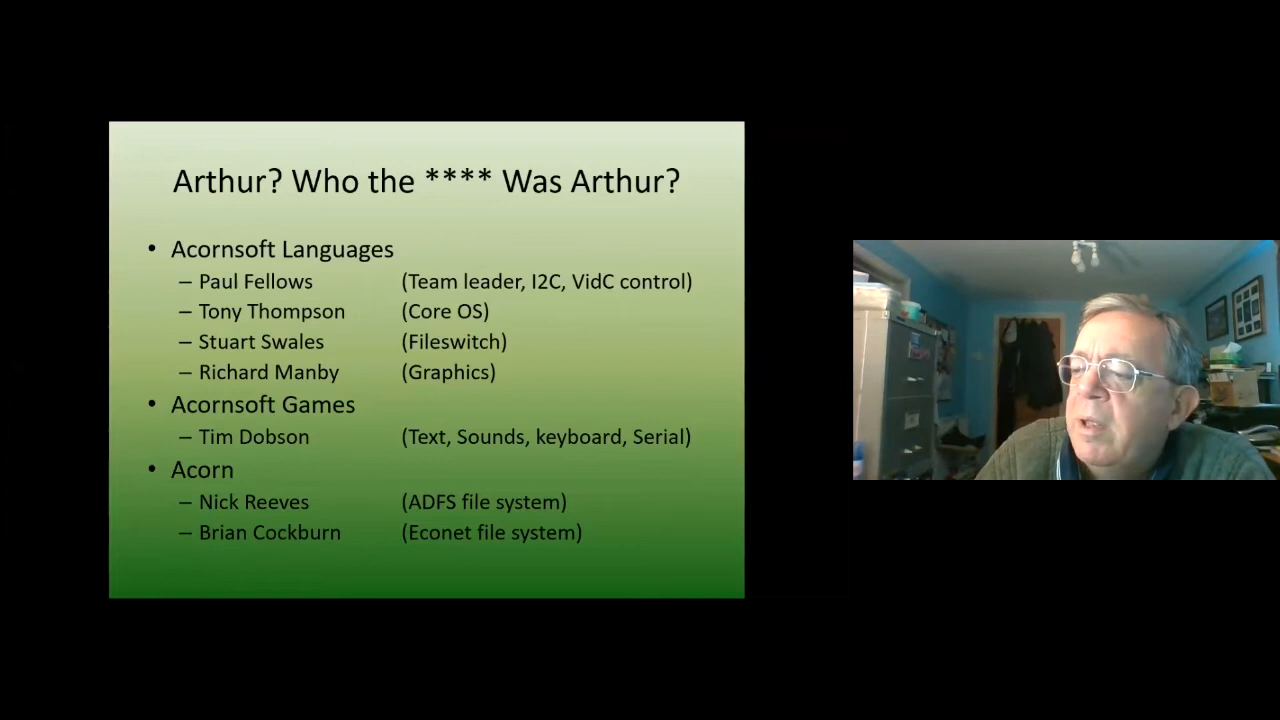 Arthur? Who the **** Was Arthur?
• Acornsoft Languages
– Paul Fellows (Team leader, I2C, VidC control)
– Tony Thompson (Core OS)
– Stuart Swales (Fileswitch)
– Richard Manby (Graphics)
• Acornsoft Games
– Tim Dobson (Text, Sounds, keyboard, Serial)
• Acorn
– Nick Reeves (ADFS file system)
– Brian Cockburn (Econet file system)